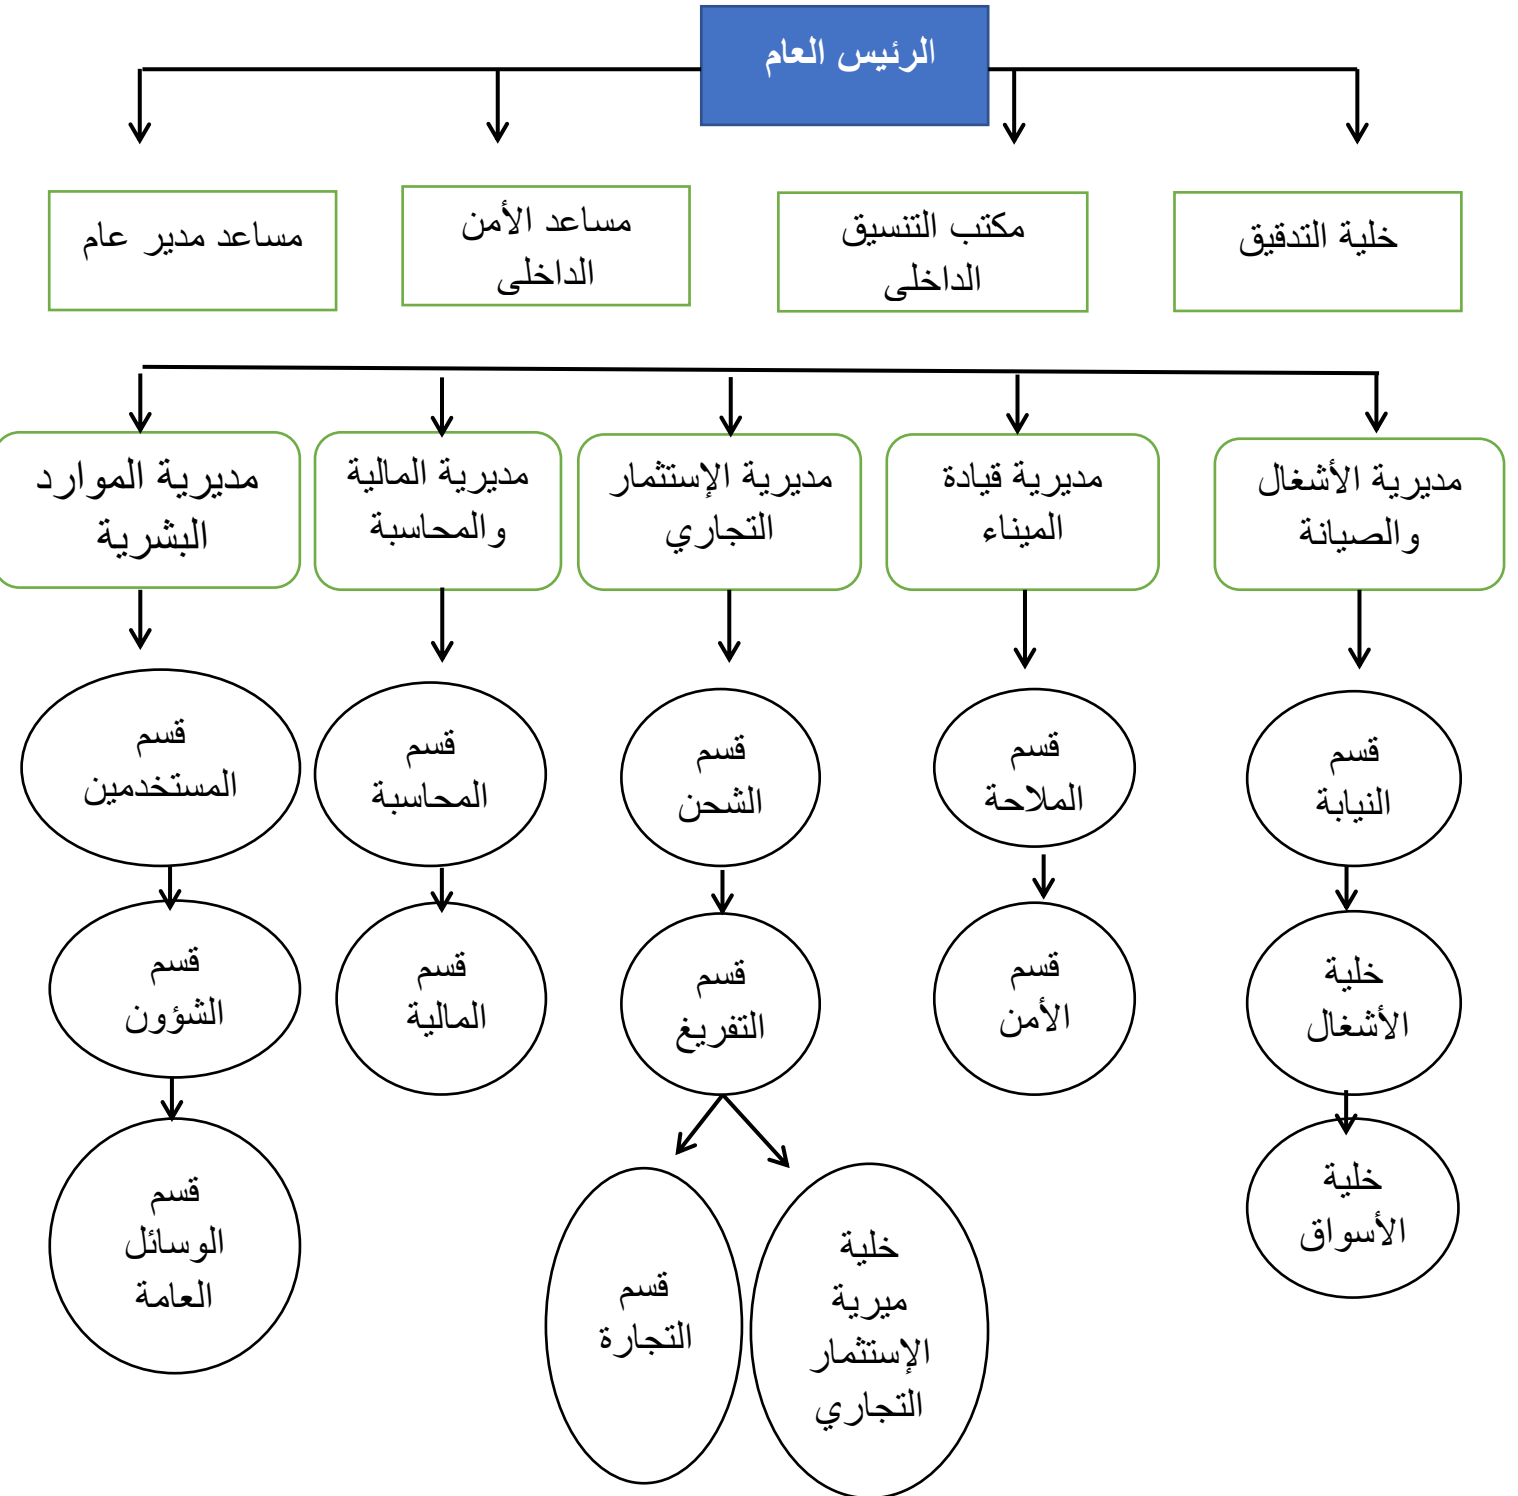 الرئيس العام
خلية التدقيق
مكتب التنسيق
الداخلى
مساعد الأمن
الداخلى
مساعد مدير عام
مديرية الأشغال
والصيانة
مديرية قيادة
الميناء
مديرية الإستثمار
التجاري
مديرية المالية
والمحاسبة
مديرية الموارد
البشرية
قسم
النيابة
قسم
الملاحة
قسم
الشحن
قسم
المحاسبة
قسم
المستخدمين
خلية
الأشغال
قسم
الأمن
قسم
التفريغ
قسم
المالية
قسم
الشؤون
خلية
الأسواق
خلية
ميرية
الإستثمار
التجاري
قسم
التجارة
قسم
الوسائل
العامة